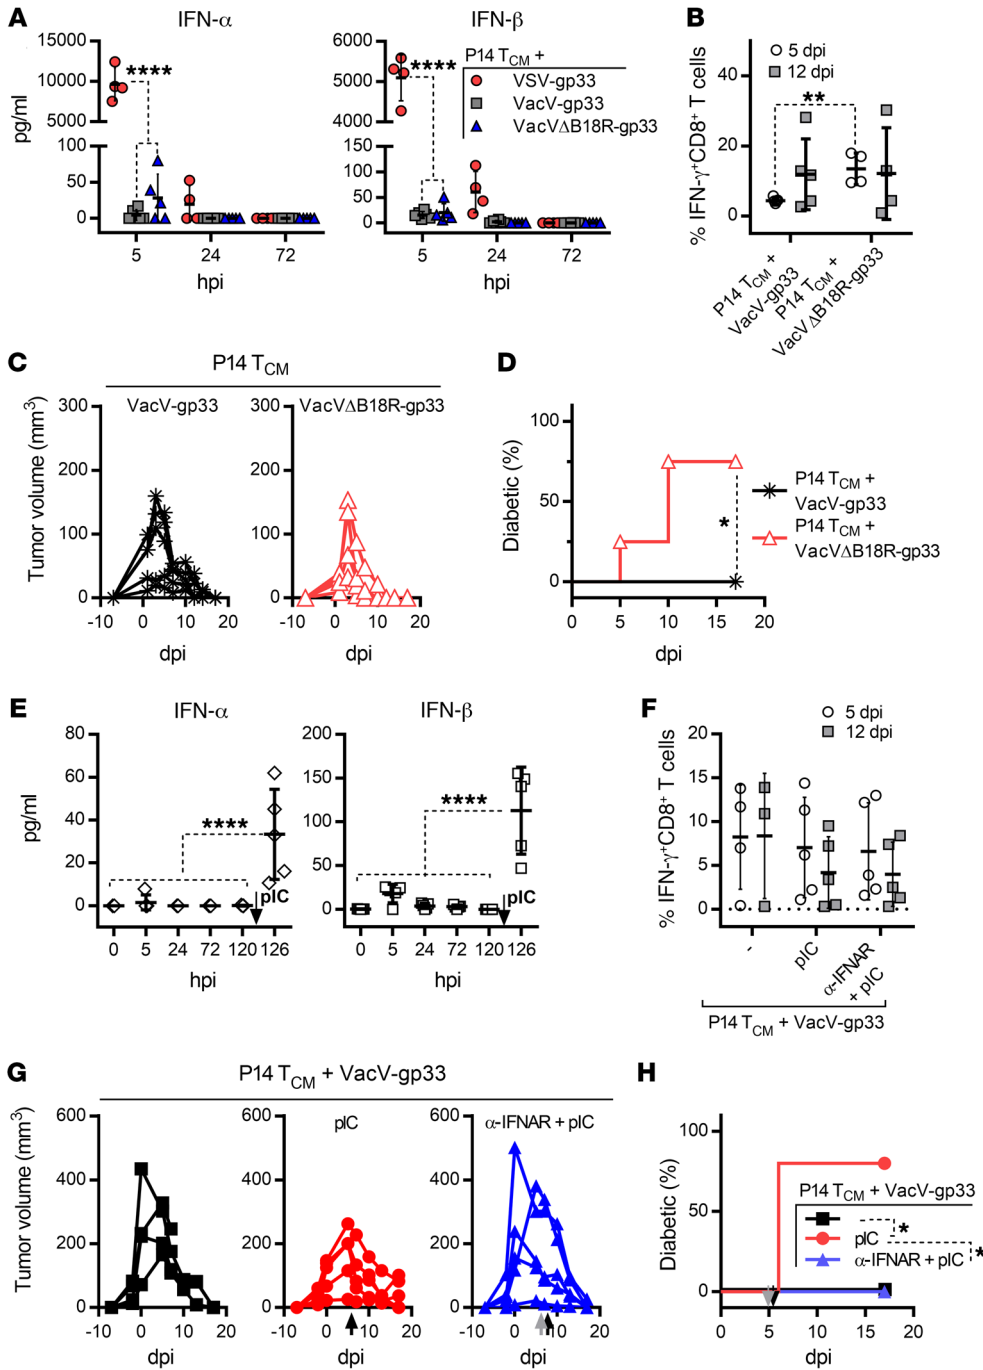 A
IFN-α
IFN-β
pg/ml
15000
10000
5000
100
50
0
****
5
24
72
hpi
6000
5000
4000
150
100
50
0
****
5
24
72
hpi
P14 TCM +
VSV-gp33
VacV-gp33
VacVΔB18R-gp33
B
% IFN-γ+CD8+ T cells
40
20
0
5 dpi
12 dpi
**
P14 TCM +
VacV-gp33
P14 TCM +
VacVΔB18R-gp33
C
P14 TCM
VacV-gp33
VacVΔB18R-gp33
Tumor volume (mm3)
300
200
100
0
-10
0
10
20
dpi
300
200
100
0
-10
0
10
20
dpi
D
Diabetic (%)
100
50
0
0
5
10
15
20
dpi
*
P14 TCM +
VacV-gp33
P14 TCM +
VacVΔB18R-gp33
E
IFN-α
IFN-β
pg/ml
80
60
40
20
0
****
pIC
0
5
24
72
120
126
hpi
200
150
100
50
0
****
pIC
0
5
24
72
120
126
hpi
F
5 dpi
12 dpi
% IFN-γ+CD8+ T cells
20
15
10
5
0
-
pIC
α-IFNAR
+ pIC
P14 TCM + VacV-gp33
G
P14 TCM + VacV-gp33
Tumor volume (mm3)
600
400
200
0
-10
0
10
20
dpi
pIC
600
400
200
0
-10
0
10
20
dpi
α-IFNAR + pIC
600
400
200
0
-10
0
10
20
dpi
H
Diabetic (%)
100
50
0
0
5
10
15
20
dpi
P14 TCM + VacV-gp33
-
pIC
α-IFNAR + pIC
*
*